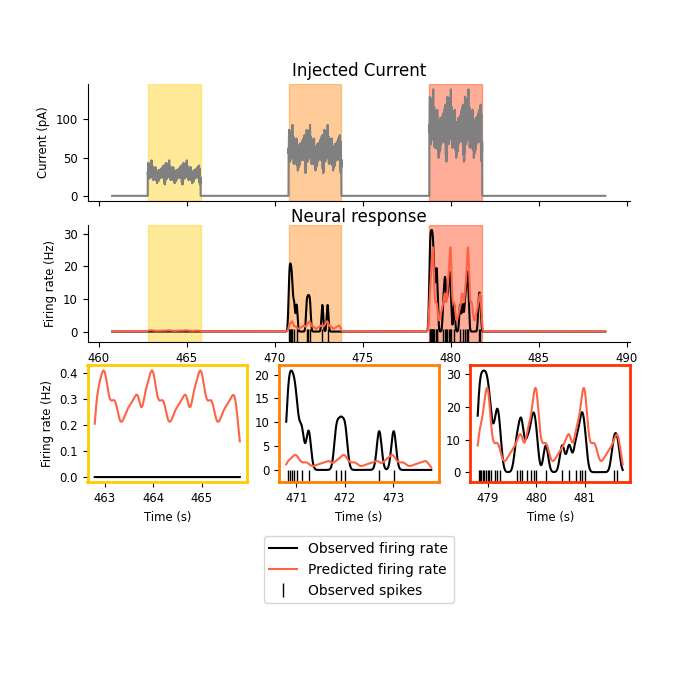 Injected Current
Current (pA)
100
50
0
Neural response
Firing rate (Hz)
30
20
10
0
460 465 470 475 480 485 490
Firing rate (Hz)
0.4
0.3
0.2
0.1
0.0
463 464 465
Time (s)
20
15
10
5
0
471 472 473
Time (s)
30
20
10
0
479 480 481
Time (s)
Observed firing rate
Predicted firing rate
Observed spikes